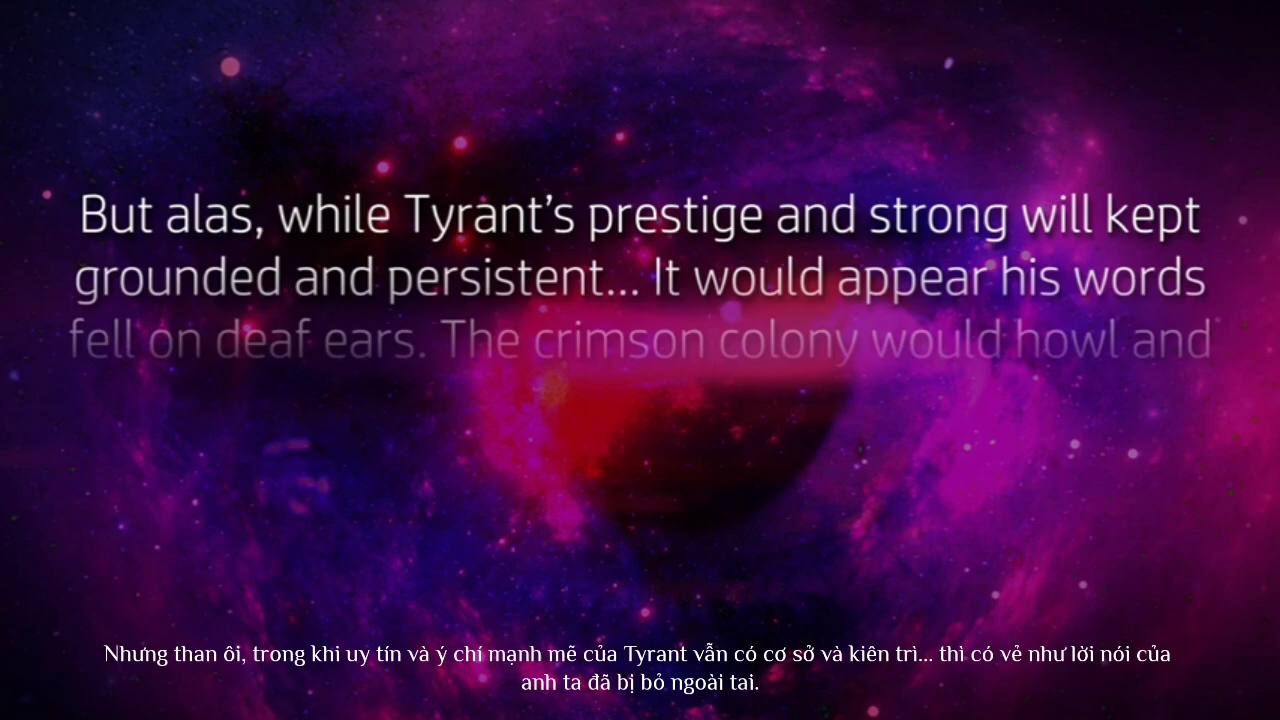 But alas, while Tyrant’s prestige and strong will kept
grounded and persistent... It would appear his words
fell on deaf ears. The crimson colony would howl and
Nhưng than ôi, trong khi uy tín và ý chí mạnh mẽ của Tyrant vẫn có cơ sở và kiên trì... thì có vẻ như lời nói của
anh ta đã bị bỏ ngoài tai.